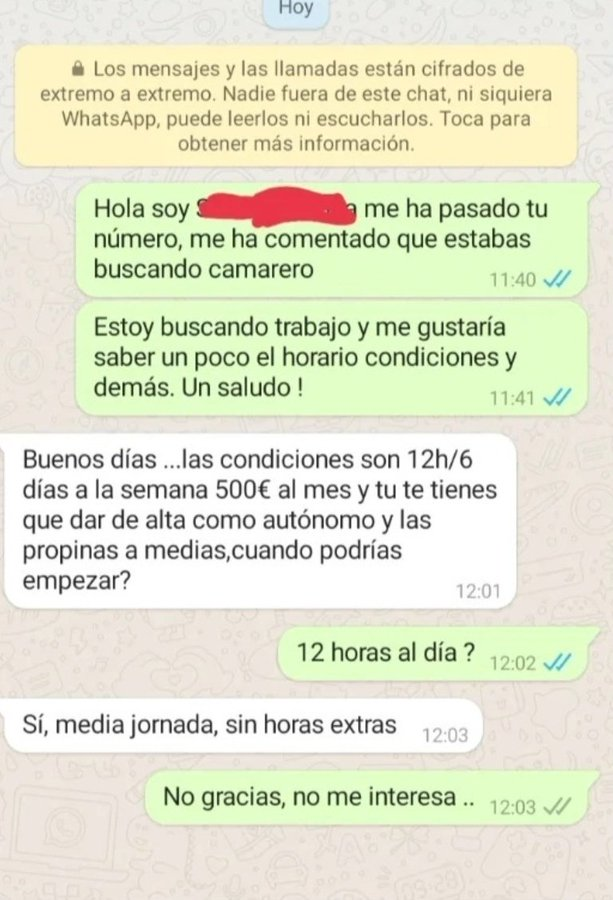 Hoy
Los mensajes y las llamadas están cifrados de
extremo a extremo. Nadie fuera de este chat, ni siquiera
WhatsApp, puede leerlos ni escucharlos. Toca para
obtener más información.
Hola soy me ha pasado tu
número, me ha comentado que estabas
buscando camarero
11:40
Estoy buscando trabajo y me gustaría
saber un poco el horario condiciones y
demás. Un saludo !
11:41
Buenos días ...las condiciones son 12h/6
días a la semana 500€ al mes y tu te tienes
que dar de alta como autónomo y las
propinas a medias,cuando podrías
empezar?
12:01
12 horas al día ? 12:02
Sí, media jornada, sin horas extras 12:03
No gracias, no me interesa .. 12:03